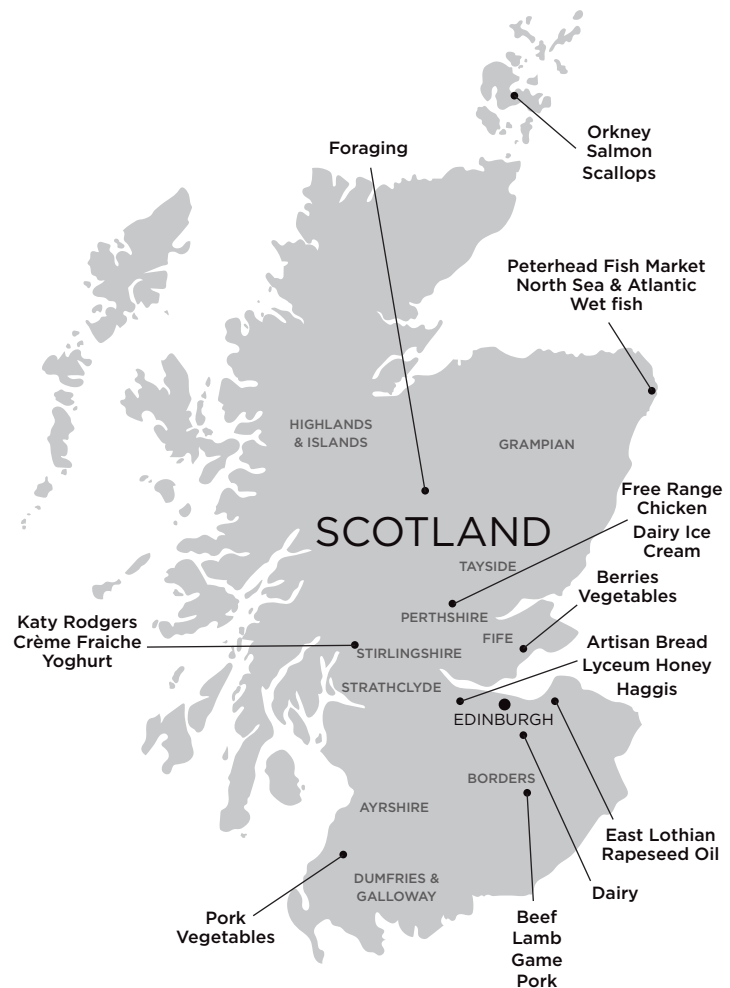 Orkney
Salmon
Scallops
Foraging
Peterhead Fish Market
North Sea & Atlantic
Wet fish
HIGHLANDS
& ISLANDS
GRAMPIAN
Free Range
Chicken
Dairy Ice
Cream
SCOTLAND
TAYSIDE
Berries
Vegetables
PERTHSHIRE
Katy Rodgers
Crème Fraiche
Yoghurt
FIFE
STIRLINGSHIRE
Artisan Bread
Lyceum Honey
Haggis
STRATHCLYDE
EDINBURGH
BORDERS
AYRSHIRE
East Lothian
Rapeseed Oil
DUMFRIES &
GALLOWAY
Dairy
Pork
Vegetables
Beef
Lamb
Game
Pork